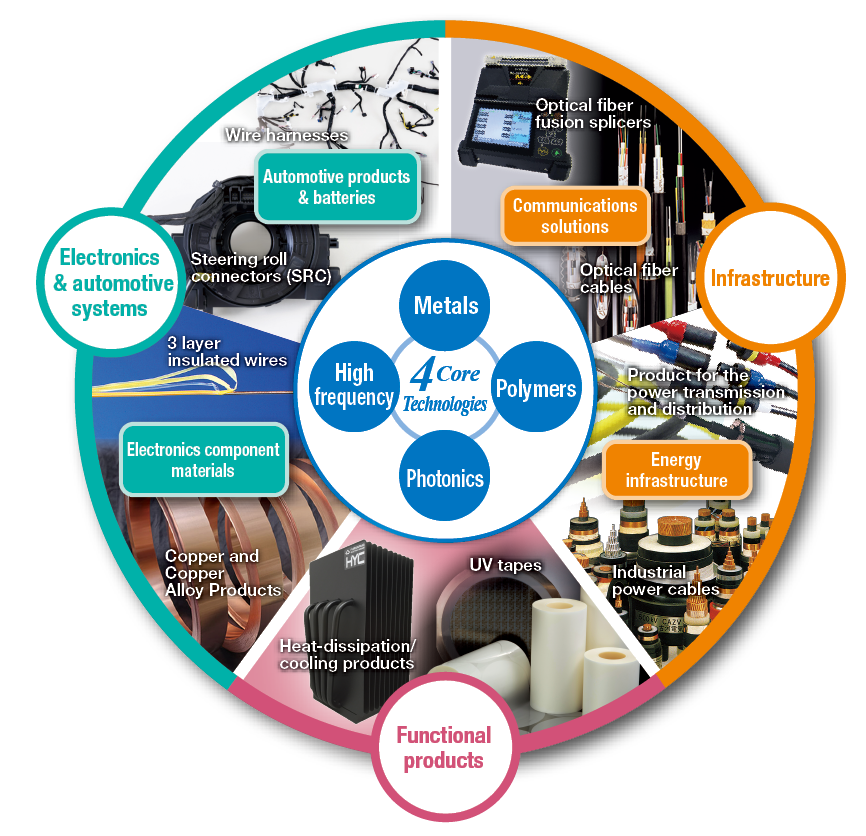 Wire harnesses
Automotive products
& batteries
Steering roll
connectors (SRC)
Electronics
& automotive
systems
3 layer
insulated wires
Electronics component
materials
Copper and
Copper
Alloy Products
Optical fiber
fusion splicers
Communications
solutions
Optical fiber
cables
Infrastructure
Product for the
power transmission
and distribution
Energy
infrastructure
Industrial
power cables
Metals
High
frequency
4 Core
Technologies
Polymers
Photonics
HYC
Heat-dissipation/
cooling products
UV tapes
Functional
products